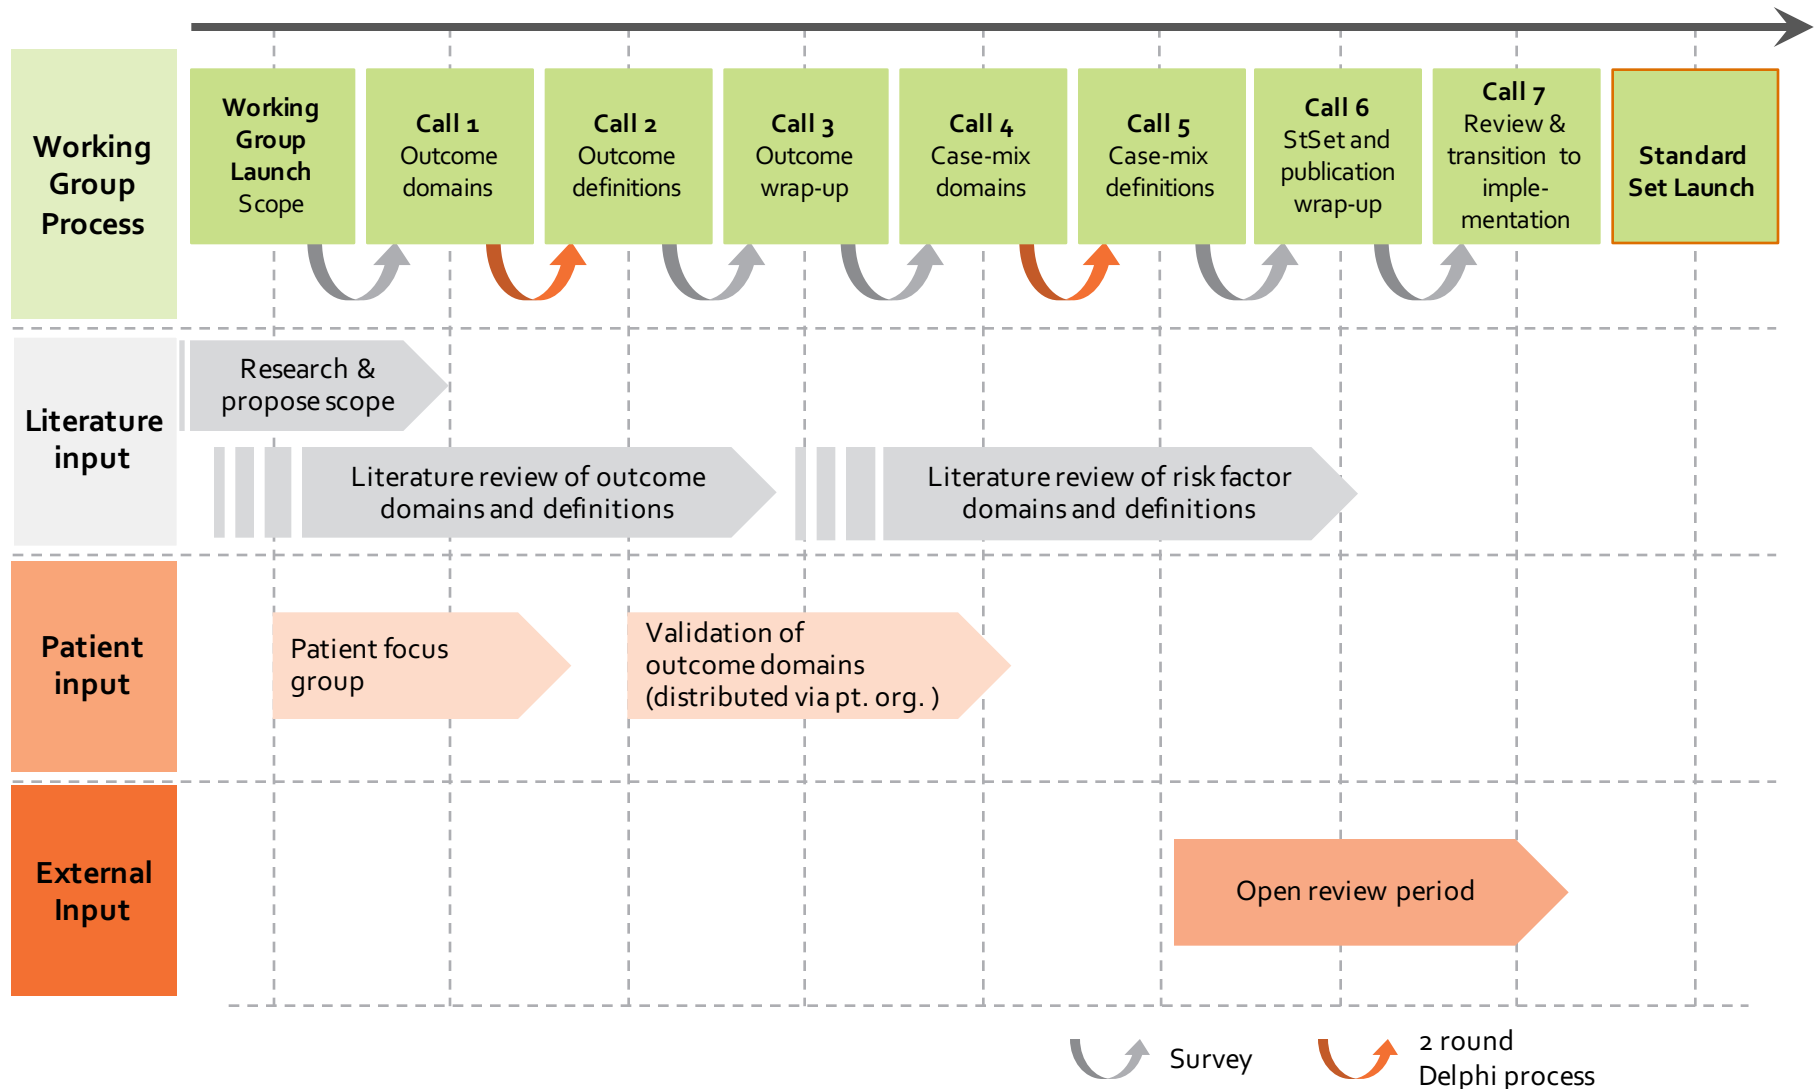 Working
Group
Process
Working
Group
Launch
Scope
Call 1
Outcome
domains
Call 2
Outcome
definitions
Call 3
Outcome
wrap-up
Call 4
Case-mix
domains
Call 5
Case-mix
definitions
Call 6
StSet and
publication
wrap-up
Call 7
Review &
transition to
imple-
mentation
Standard
Set Launch
Literature
input
Research &
propose scope
Literature review of outcome
domains and definitions
Literature review of risk factor
domains and definitions
Patient
input
Patient focus
group
Validation of
outcome domains
(distributed via pt. org. )
External
Input
Open review period
Survey
2 round
Delphi process